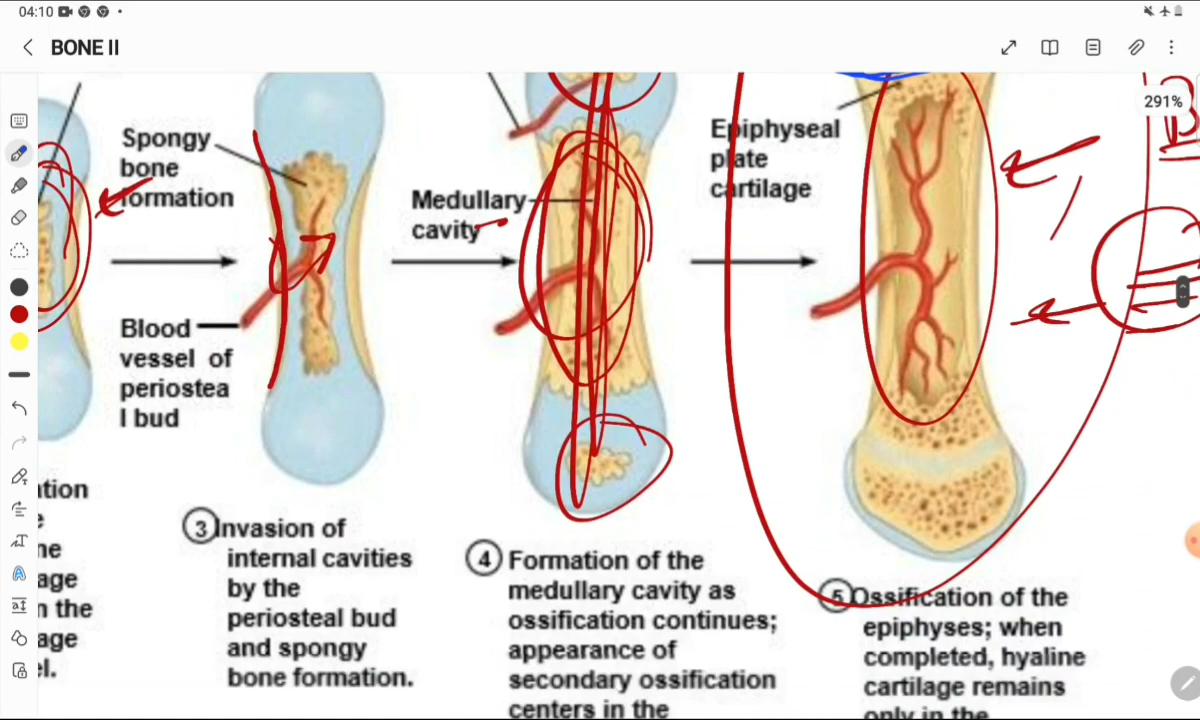 04:10
BONE II
291%
Spongy
bone
formation
Blood
vessel of
periostea
l bud
Medullary
cavity
Epiphyseal
plate
cartilage
3 Invasion of
internal cavities
by the
periosteal bud
and spongy
bone formation.
4 Formation of the
medullary cavity as
ossification continues;
appearance of
secondary ossification
centers in the
5 Ossification of the
epiphyses; when
completed, hyaline
cartilage remains
only in the